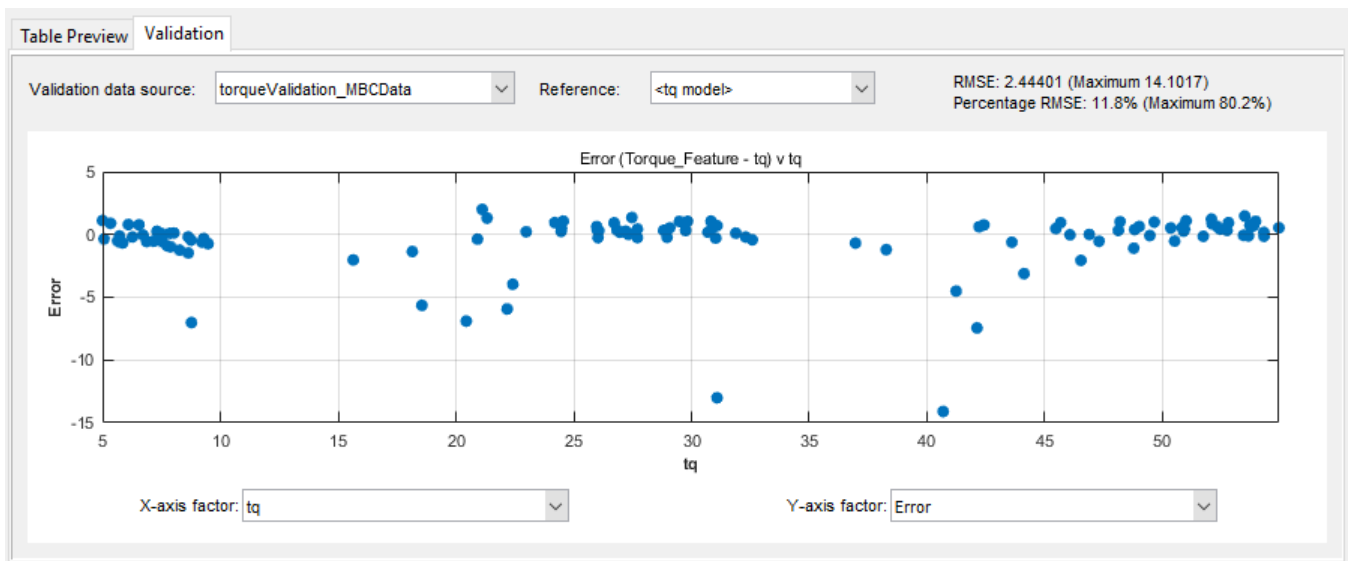 Table Preview Validation
Validation data source: torqueValidation_MBCData Reference: <tq model> RMSE: 2.44401 (Maximum 14.1017)
Percentage RMSE: 11.8% (Maximum 80.2%)
Error (Torque_Feature - tq) v tq
5
0
-5
-10
-15
Error
5 10 15 20 25 30 35 40 45 50
tq
X-axis factor: tq Y-axis factor: Error